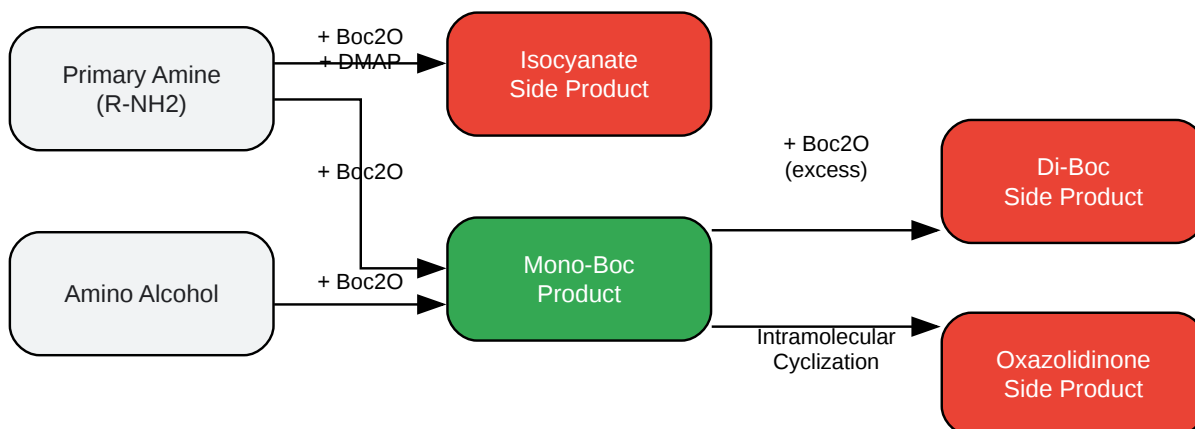 + Boc2O
+ DMAP
Primary Amine
(R-NH2)
Isocyanate
Side Product
+ Boc2O
+ Boc2O
(excess)
Di-Boc
Side Product
Amino Alcohol
+ Boc2O
Mono-Boc
Product
Intramolecular
Cyclization
Oxazolidinone
Side Product